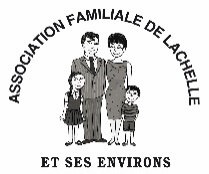 ASSOCIATION FAMILIALE DE LACHELLE
ET SES ENVIRONS